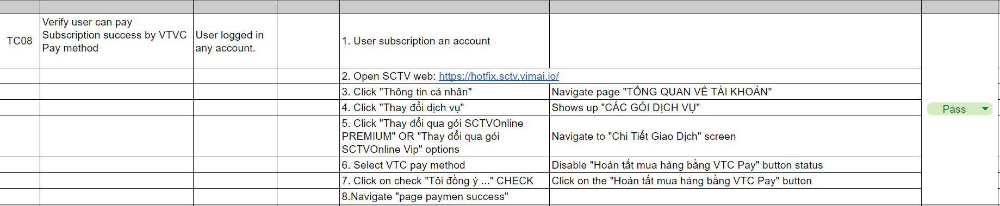 TC08
Verify user can pay
Subscription success by VTVC
Pay method
User logged in
any account.
1. User subscription an account
2. Open SCTV web: https://hotfix.sctv.vimai.io/
3. Click "Thông tin cá nhân"
Navigate page "TỔNG QUAN VỀ TÀI KHOẢN"
4. Click "Thay đổi dịch vụ"
Shows up "CÁC GÓI DỊCH VỤ"
Pass
5. Click "Thay đổi qua gói SCTVOnline
PREMIUM" OR "Thay đổi qua gói
SCTVOnline Vip" options
Navigate to "Chi Tiết Giao Dịch" screen
6. Select VTC pay method
Disable "Hoàn tất mua hàng bằng VTC Pay" button status
7. Click on check "Tôi đồng ý ..." CHECK
Click on the "Hoàn tất mua hàng bằng VTC Pay" button
8.Navigate "page paymen success"